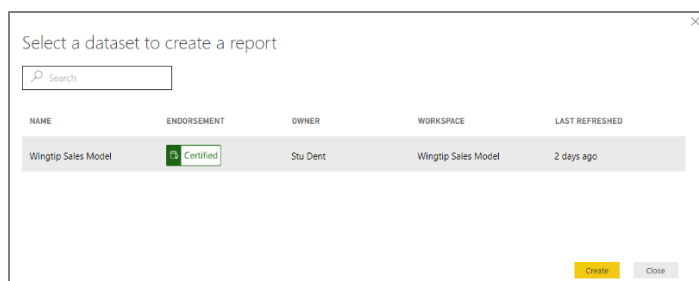 Select a dataset to create a report
Search
NAME ENDORSEMENT OWNER WORKSPACE LAST REFRESHED
Wingtip Sales Model Certified Stu Dent Wingtip Sales Model 2 days ago
Create Close